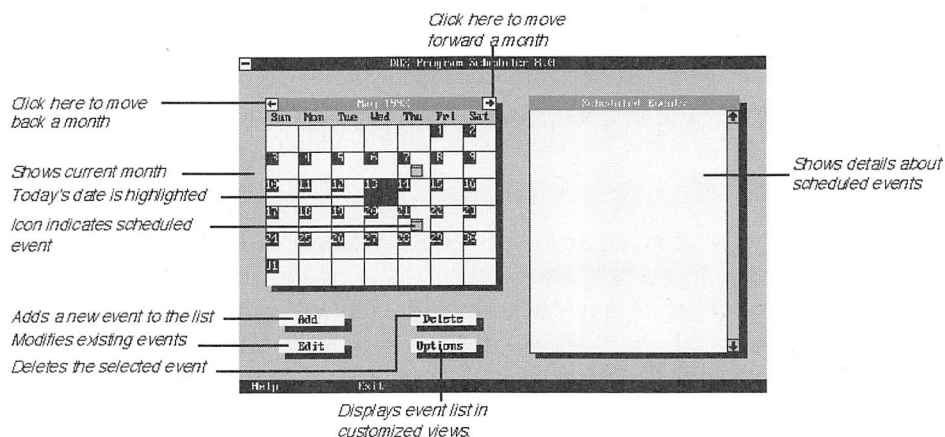 Click here to move
forward a month
Program Scheduler 8.0
Click here to move
back a month
May 1992
Scheduled Events
Sun Mon Tue Wed Thu Fri Sat
1 2
3 4 5 6 7 8 9
Shows current month
Shows details about
scheduled events
10 11 12 13 14 15 16
Today's date is highlighted
17 18 19 20 21 22 23
Icon indicates scheduled
event
24 25 26 27 28 29
31
Adds a new event to the list
Add
Delete
Modifies existing events
Edit
Options
Deletes the selected event
Help Exit
Displays event list in
customized views.